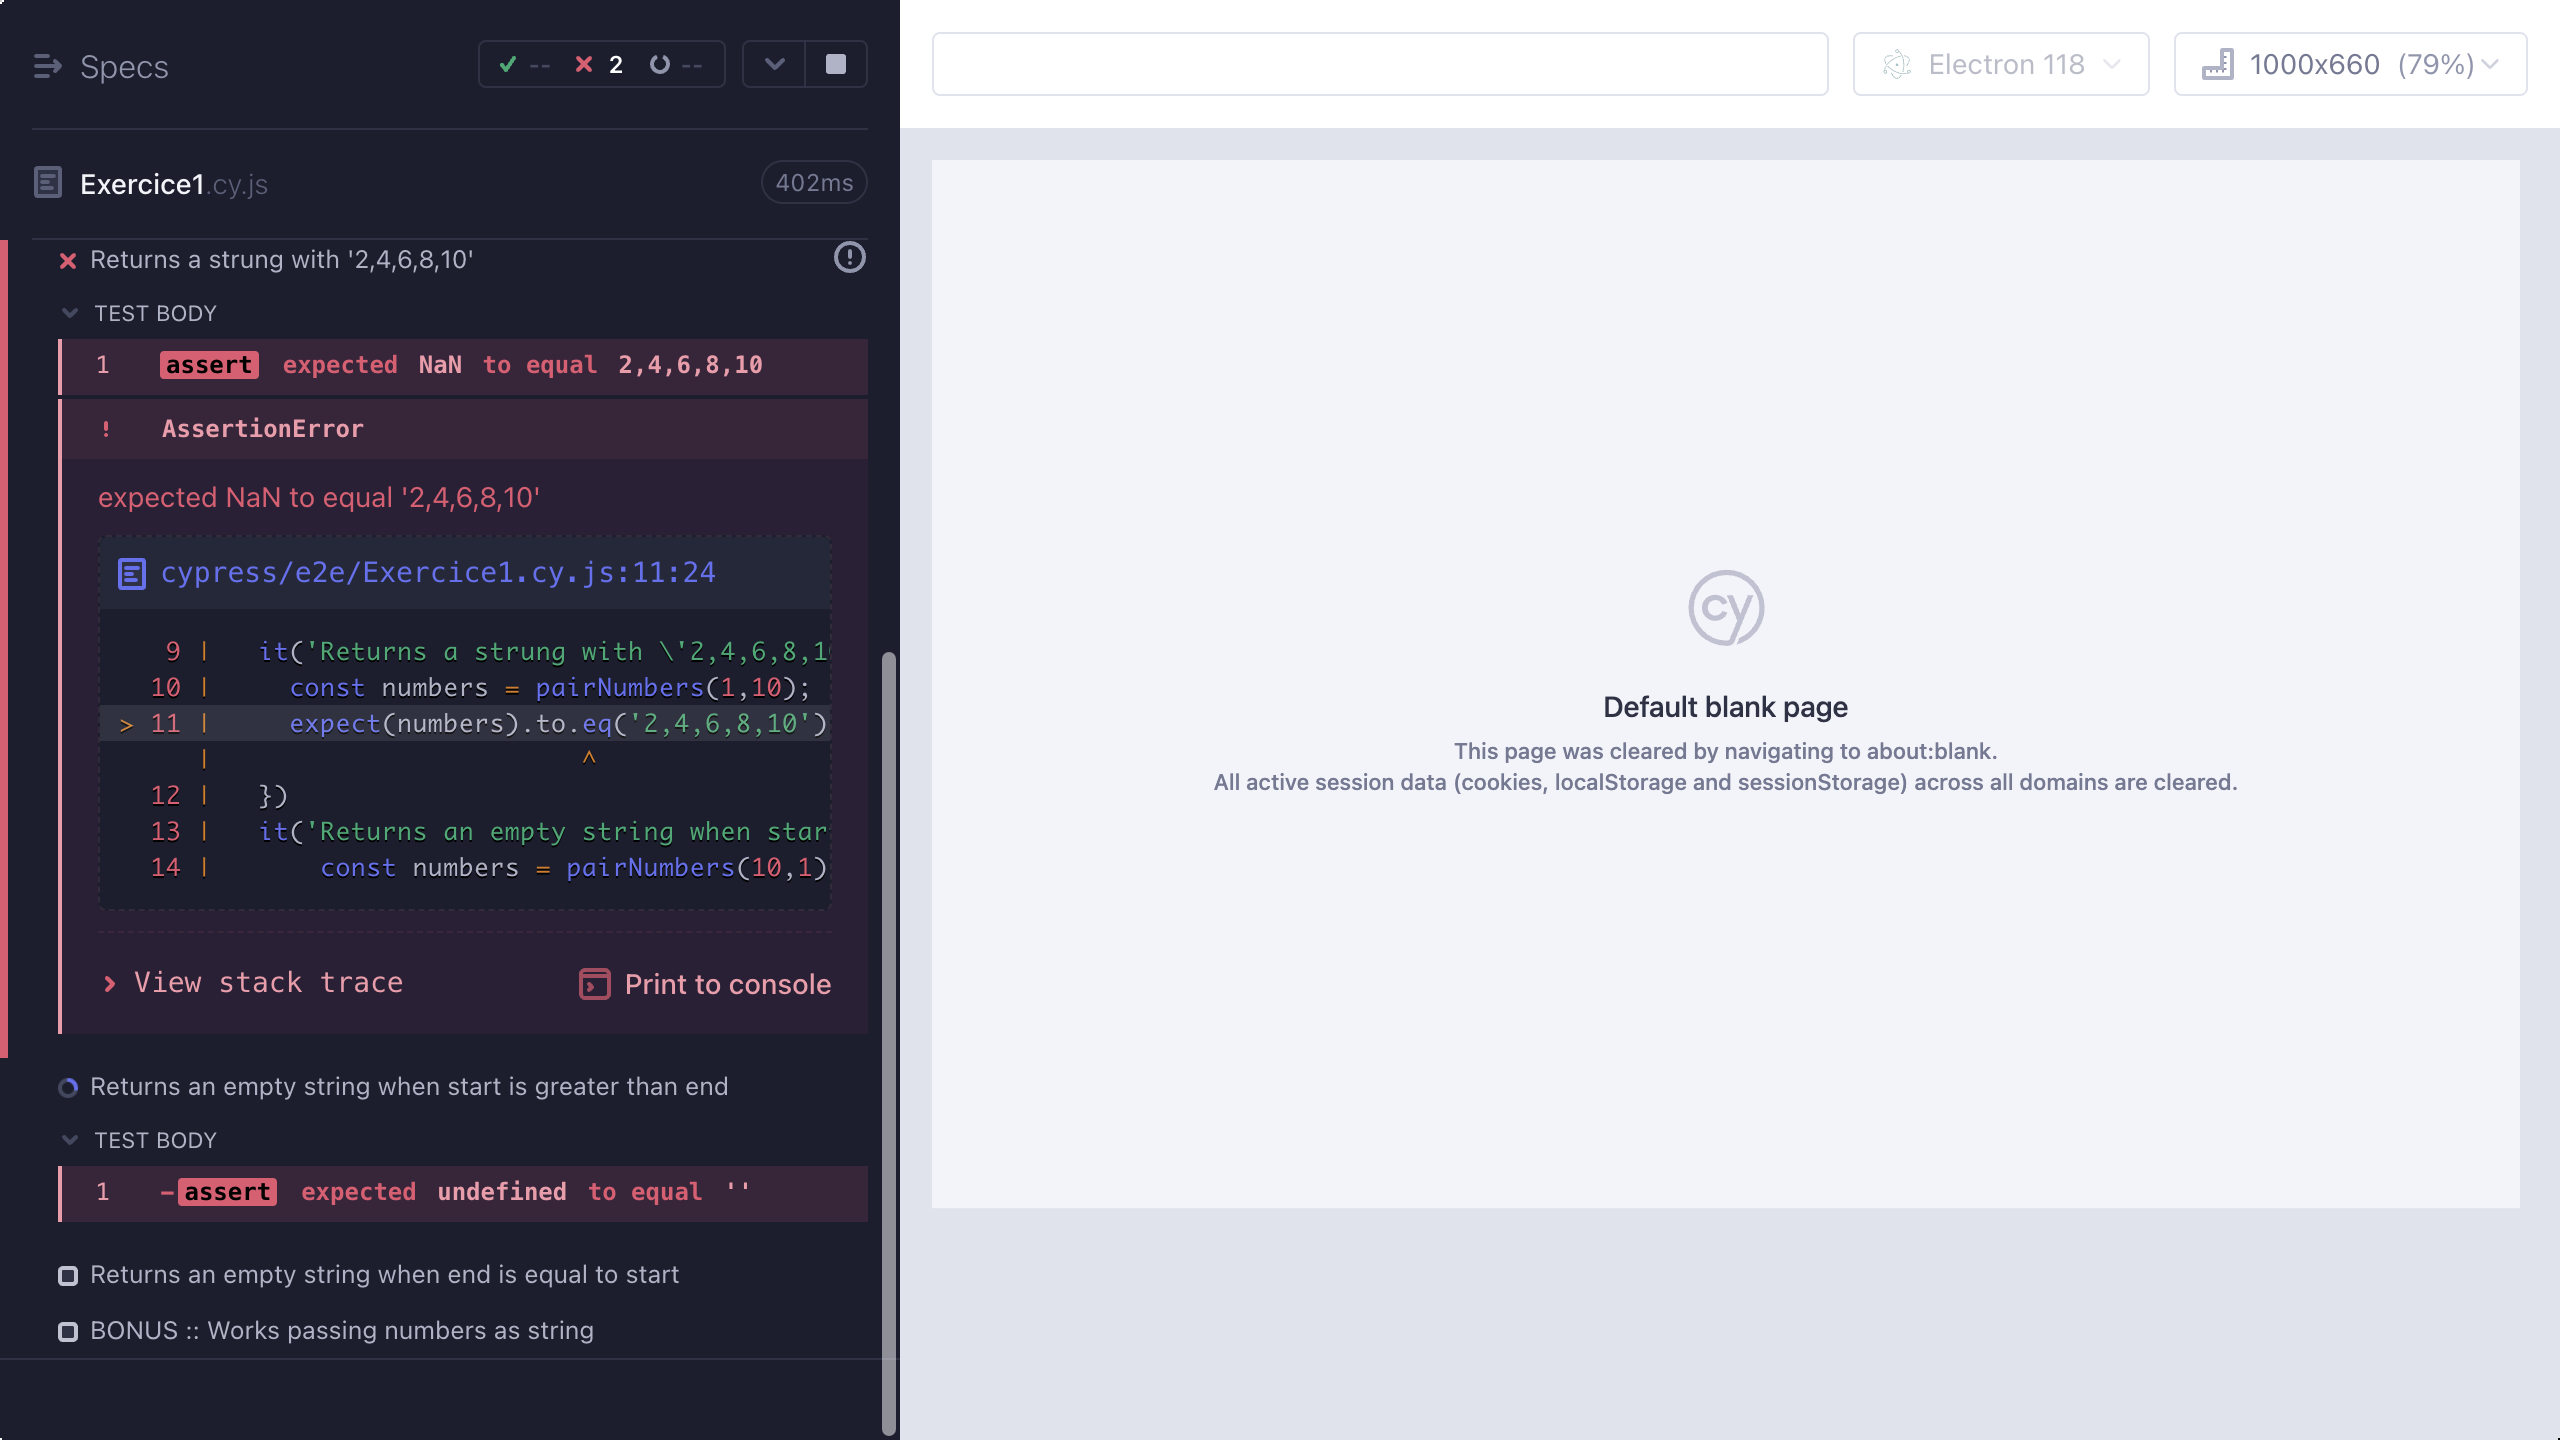 Specs
-- 2 --
Exercice1.cy.js
402ms
Returns a strung with '2,4,6,8,10'
TEST BODY
1 assert expected NaN to equal 2,4,6,8,10
! AssertionError
expected NaN to equal '2,4,6,8,10'
cypress/e2e/Exercice1.cy.js:11:24
9 | it('Returns a strung with \'2,4,6,8,1
10 | const numbers = pairNumbers(1,10);
> 11 | expect(numbers).to.eq('2,4,6,8,10')
| ^
12 | })
13 | it('Returns an empty string when star
14 | const numbers = pairNumbers(10,1)
View stack trace
Print to console
Returns an empty string when start is greater than end
TEST BODY
1 -assert expected undefined to equal ''
Returns an empty string when end is equal to start
BONUS :: Works passing numbers as string
Electron 118
1000x660 (79%)
cy
Default blank page
This page was cleared by navigating to about:blank.
All active session data (cookies, localStorage and sessionStorage) across all domains are cleared.